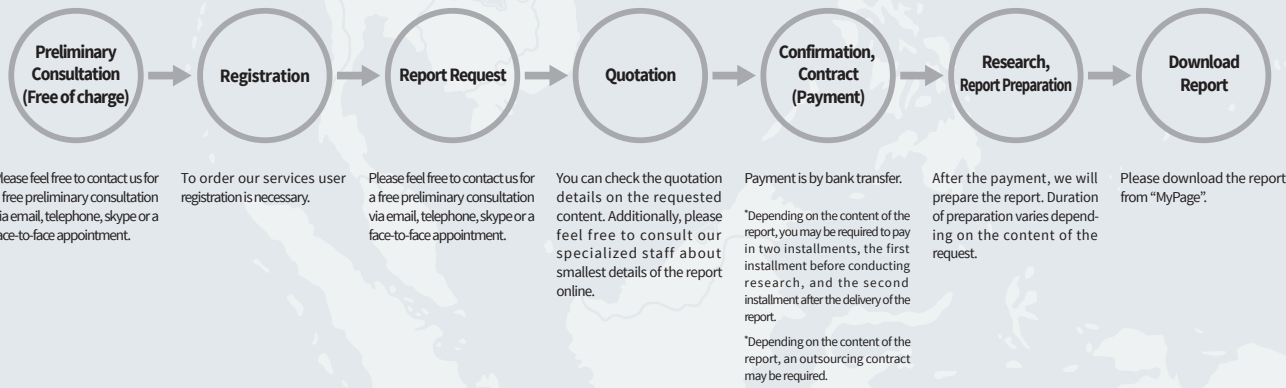 Preliminary
Consultation
(Free of charge)
Registration
Report Request
Quotation
Confirmation,
Contract
(Payment)
Research,
Report Preparation
Download
Report
Please feel free to contact us for
a free preliminary consultation
via email, telephone, skype or a
face-to-face appointment.
To order our services user
registration is necessary.
Please feel free to contact us for
a free preliminary consultation
via email, telephone, skype or a
face-to-face appointment.
You can check the quotation
details on the requested
content. Additionally, please
feel free to consult our
specialized staff about
smallest details of the report
online.
Payment is by bank transfer.
*Depending on the content of the
report, you may be required to pay
in two installments, the first
installment before conducting
research, and the second
installment after the delivery of the
report.
*Depending on the content of the
report, an outsourcing contract
may be required.
After the payment, we will
prepare the report. Duration
of preparation varies depend-
ing on the content of the
request.
Please download the report
from “MyPage”.